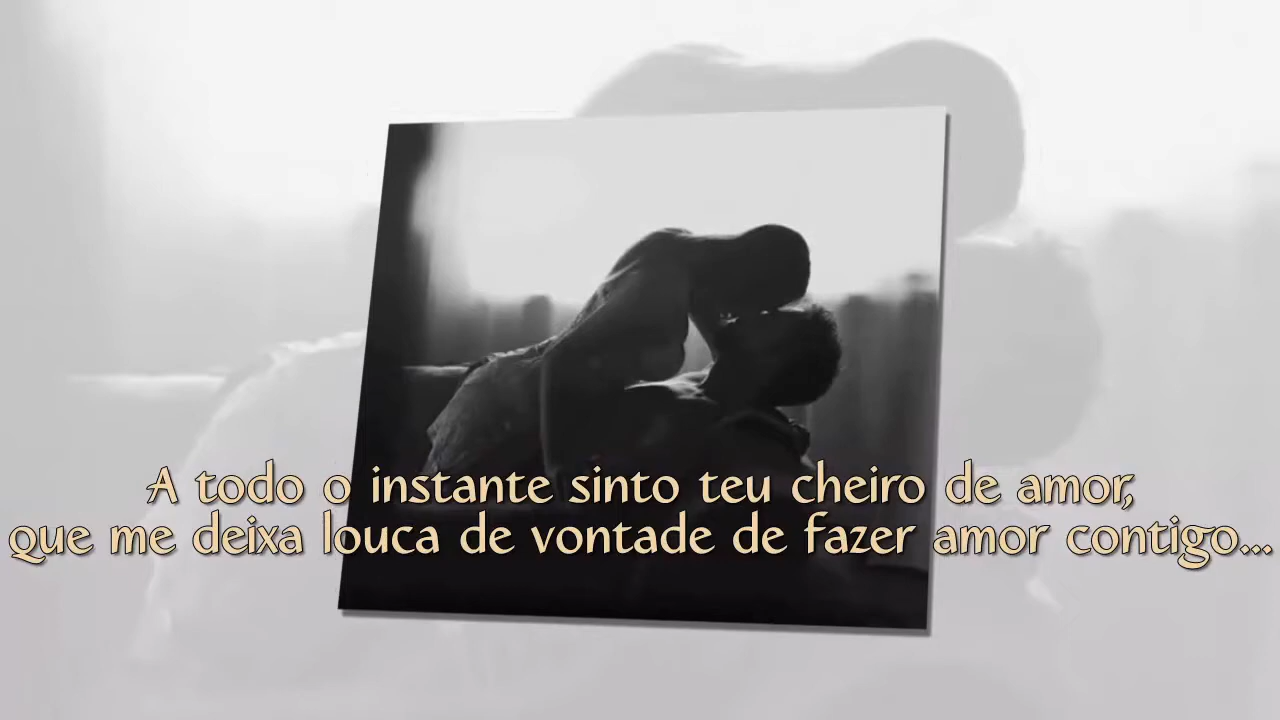 A todo o instante sinto teu cheiro de amor,
que me deixa louca de vontade de fazer amor contigo...